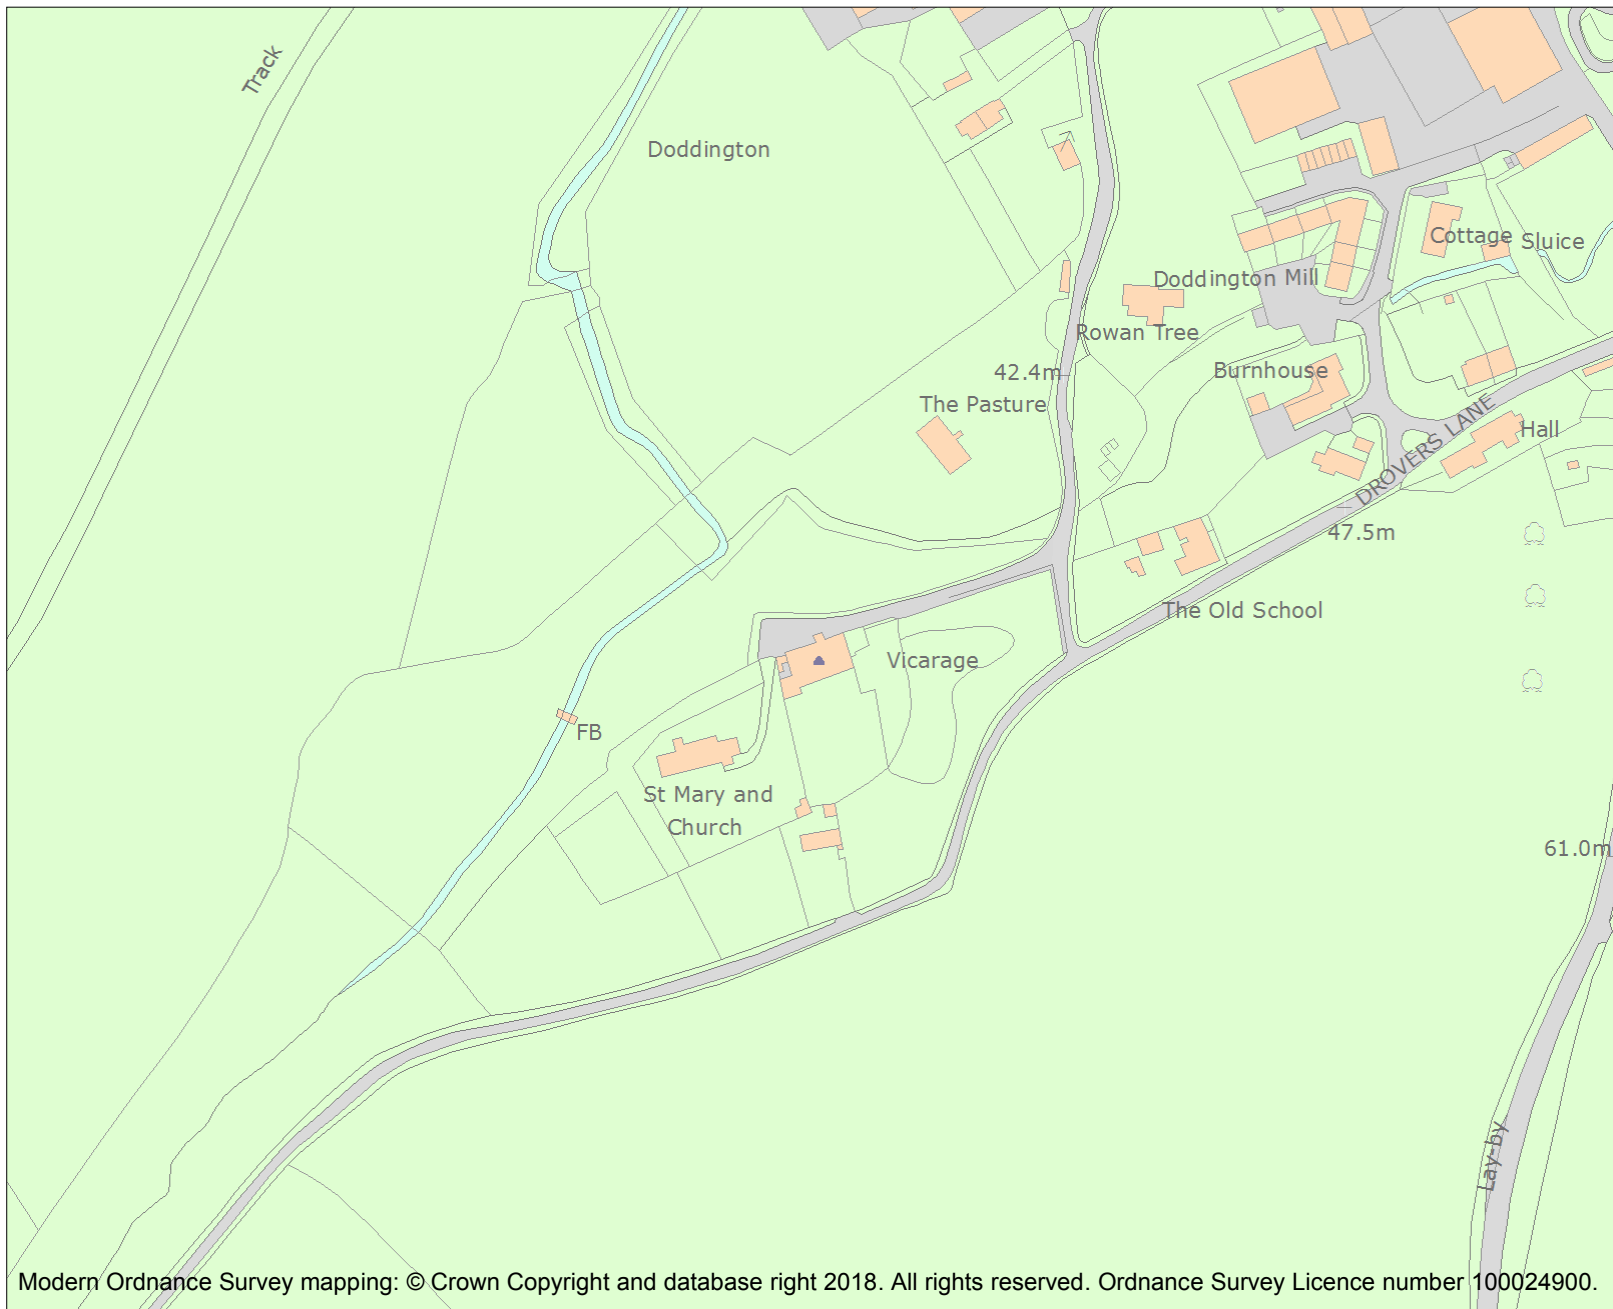 Track
Doddington
Cottage
Sluice
Doddington Mill
Rowan Tree
42.4m
Burnhouse
The Pasture
DROVERS LANE
Hall
47.5m
The Old School
Vicarage
FB
St Mary and
Church
61.0m
Lay-by
Modern Ordnance Survey mapping: © Crown Copyright and database right 2018. All rights reserved. Ordnance Survey Licence number 100024900.